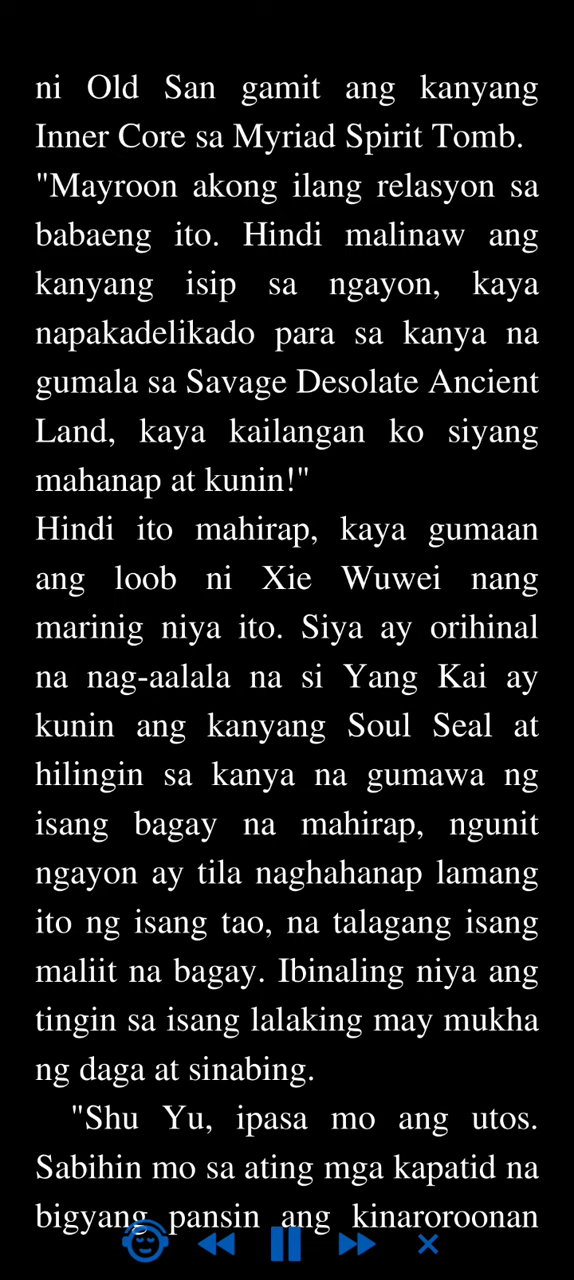 ni Old San gamit ang kanyang
Inner Core sa Myriad Spirit Tomb.
"Mayroon akong ilang relasyon sa
babaeng ito. Hindi malinaw ang
kanyang isip sa ngayon, kaya
napakadelikado para sa kanya na
gumala sa Savage Desolate Ancient
Land, kaya kailangan ko siyang
mahanap at kunin!"
Hindi ito mahirap, kaya gumaan
ang loob ni Xie Wuwei nang
marinig niya ito. Siya ay orihinal
na nag-aalala na si Yang Kai ay
kunin ang kanyang Soul Seal at
hilingin sa kanya na gumawa ng
isang bagay na mahirap, ngunit
ngayon ay tila naghahanap lamang
ito ng isang tao, na talagang isang
maliit na bagay. Ibinaling niya ang
tingin sa isang lalaking may mukha
ng daga at sinabing.
"Shu Yu, ipasa mo ang utos.
Sabihin mo sa ating mga kapatid na
bigyang pansin ang kinaroroonan